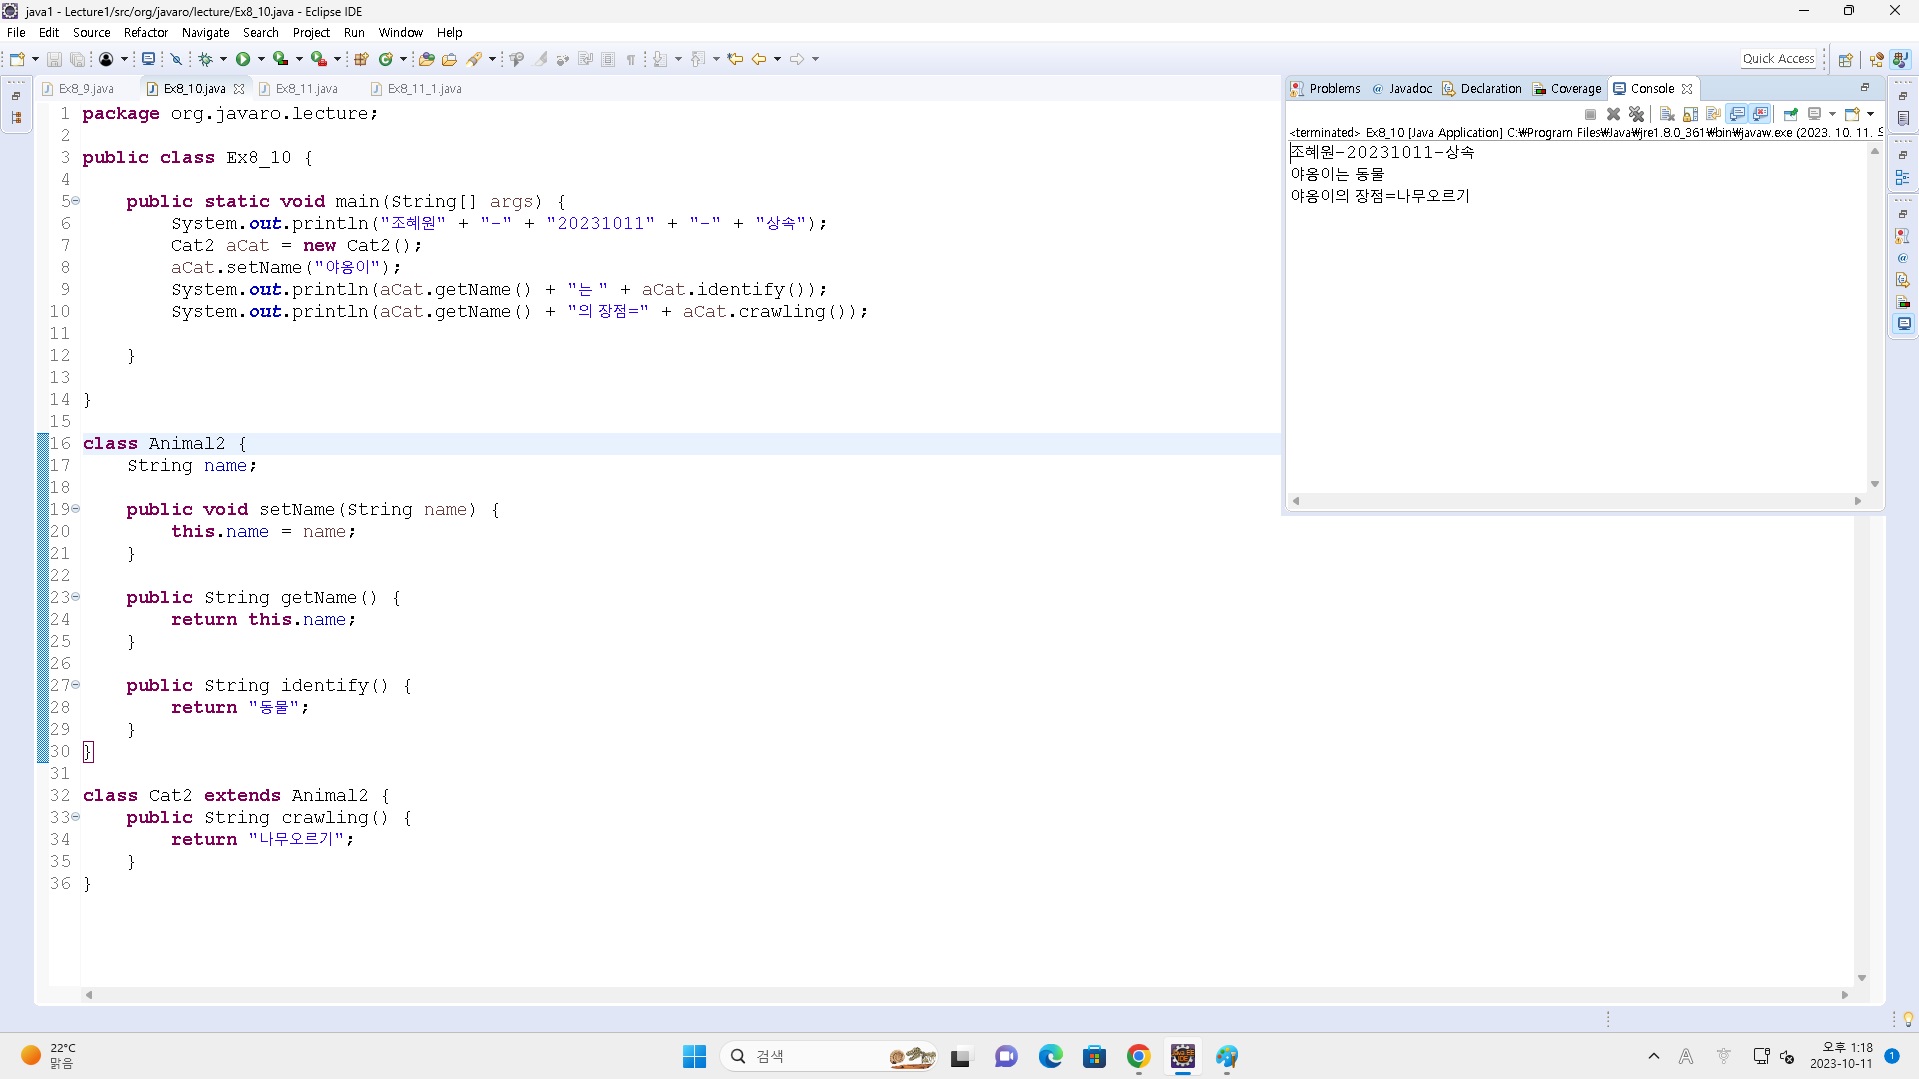 java1 - Lecture1/src/org/javaro/lecture/Ex8_10.java - Eclipse IDE
File Edit Source Refactor Navigate Search Project Run Window Help
Quick Access
Ex8_9.java Ex8_10.java Ex8_11.java Ex8_11_1.java
1 package org.javaro.lecture;
2
3 public class Ex8_10 {
4
5 public static void main(String[] args) {
6 System.out.println("조혜원" + "-" + "20231011" + "-" + "상속");
7 Cat2 aCat = new Cat2();
8 aCat.setName("야옹이");
9 System.out.println(aCat.getName() + "는 " + aCat.identify());
10 System.out.println(aCat.getName() + "의 장점=" + aCat.crawling());
11
12 }
13
14 }
15
16 class Animal2 {
17 String name;
18
19 public void setName(String name) {
20 this.name = name;
21 }
22
23 public String getName() {
24 return this.name;
25 }
26
27 public String identify() {
28 return "동물";
29 }
30 }
31
32 class Cat2 extends Animal2 {
33 public String crawling() {
34 return "나무오르기";
35 }
36 }
Problems @ Javadoc Declaration Coverage Console
<terminated> Ex8_10 [Java Application] C:₩Program Files₩Java₩jre1.8.0_361₩bin₩javaw.exe (2023. 10. 11.
조혜원-20231011-상속
야옹이는 동물
야옹이의 장점=나무오르기
22°C
맑음
검색
오후 1:18
2023-10-11
1